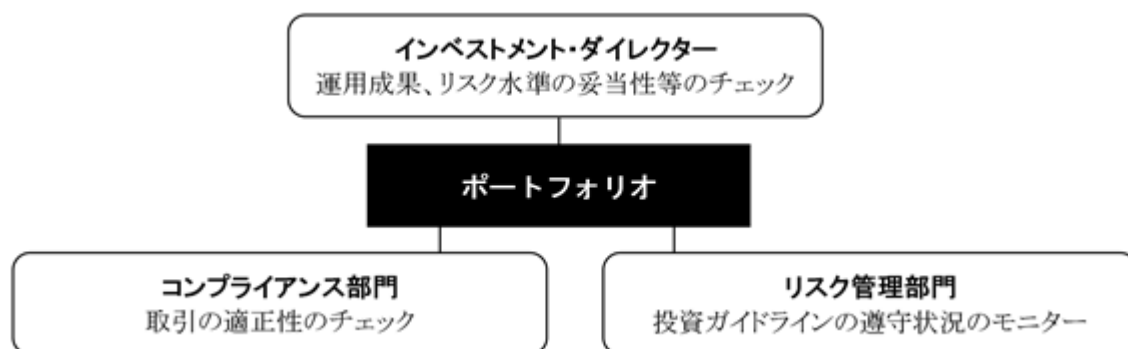 インベストメント・ダイレクター
運用成果、リスク水準の妥当性等のチェック
ポートフォリオ
コンプライアンス部門
取引の適正性のチェック
リスク管理部門
投資ガイドラインの遵守状況のモニター